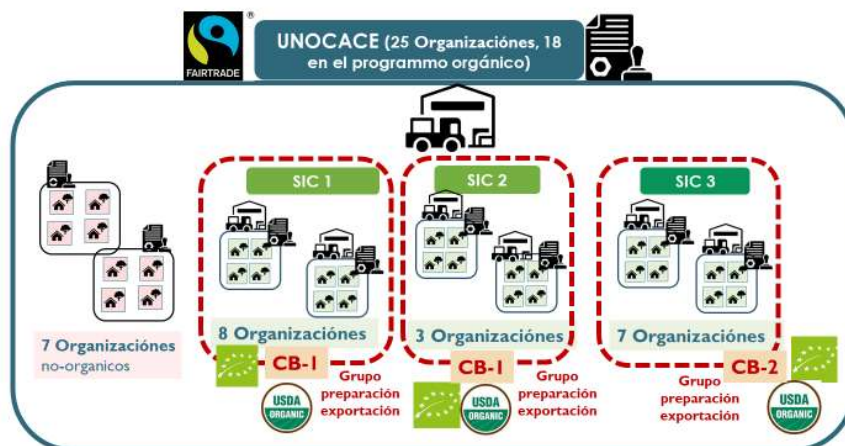 UNOCACE (25 Organizaciónes, 18
en el programmo orgánico)
®
FAIRTRADE
SIC 1
SIC 2
SIC 3
7 Organizaciónes
no-organicos
8 Organizaciónes
3 Organizaciónes
7 Organizaciónes
CB-1
CB-1
CB-2
USDA
ORGANIC
Grupo
preparación
exportación
USDA
ORGANIC
Grupo
preparación
exportación
Grupo
preparación
exportación
USDA
ORGANIC